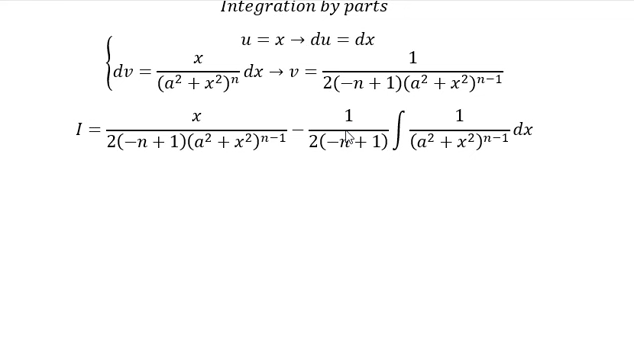 Integration by parts
u = x → du = dx
dv = x/(a² + x²)ⁿ dx → v = 1/(2(−n + 1)(a² + x²)ⁿ⁻¹)
I = x/(2(−n + 1)(a² + x²)ⁿ⁻¹) − 1/(2(−n + 1)) ∫ 1/(a² + x²)ⁿ⁻¹ dx